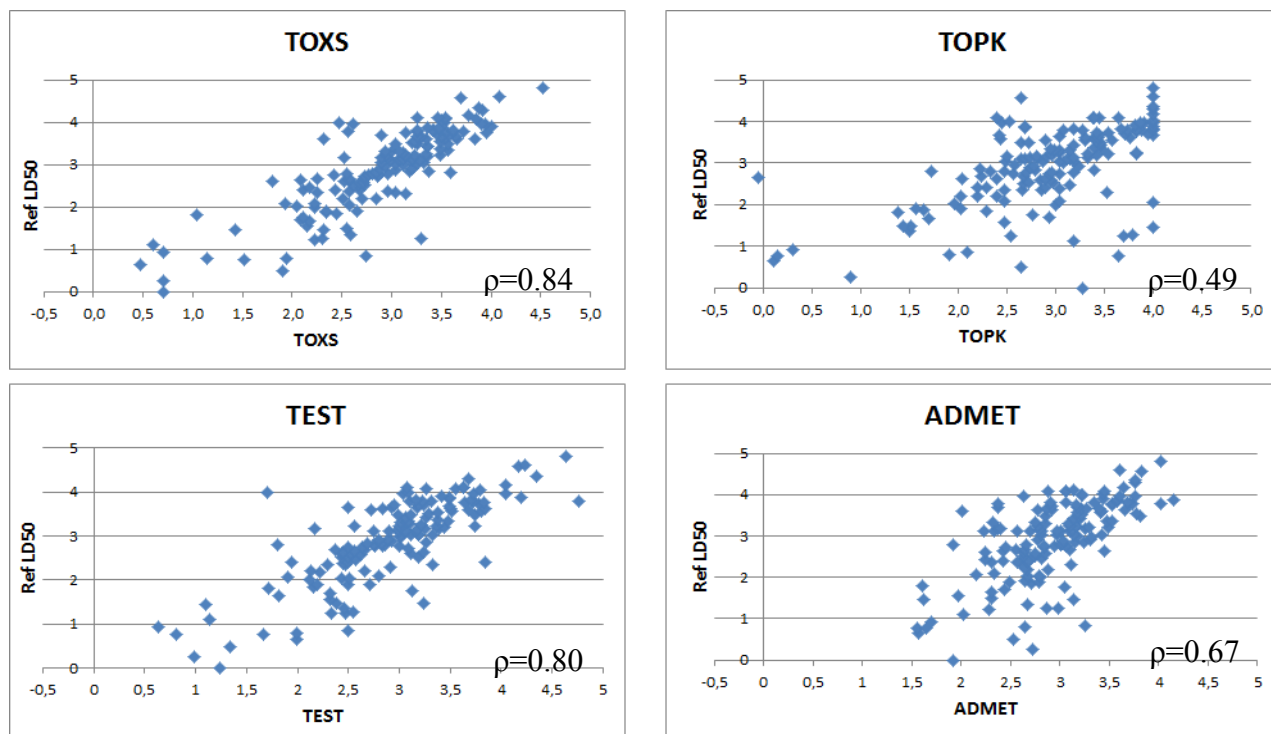 TOXS
5
4
3
2
1
0
-0,5 0,0 0,5 1,0 1,5 2,0 2,5 3,0 3,5 4,0 4,5 5,0
Ref LD50
TOXS
ρ=0.84
TOPK
5
4
3
2
1
0
-0,5 0,0 0,5 1,0 1,5 2,0 2,5 3,0 3,5 4,0 4,5 5,0
Ref LD50
TOPK
ρ=0.49
TEST
5
4
3
2
1
0
-0,5 0 0,5 1 1,5 2 2,5 3 3,5 4 4,5 5
Ref LD50
TEST
ρ=0.80
ADMET
5
4
3
2
1
0
-0,5 0 0,5 1 1,5 2 2,5 3 3,5 4 4,5 5
Ref LD50
ADMET
ρ=0.67